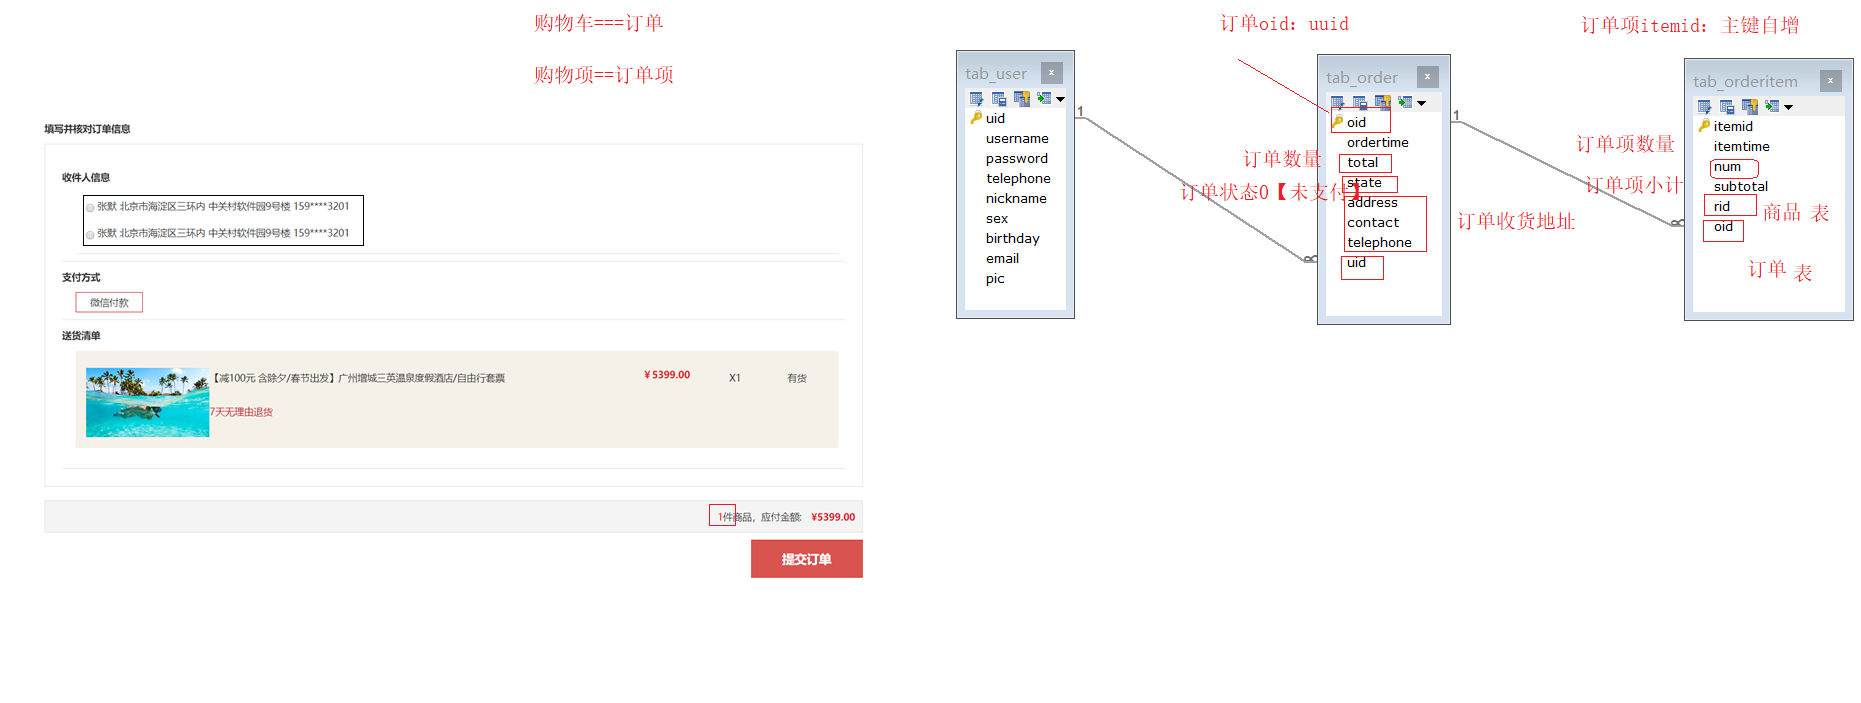 购物车===订单
购物项==订单项
填写并核对订单信息
收件人信息
张默 北京市海淀区三环内 中关村软件园9号楼 159****3201
张默 北京市海淀区三环内 中关村软件园9号楼 159****3201
支付方式
微信付款
送货清单
【减100元 含除夕/春节出发】广州增城三英温泉度假酒店/自由行套票
¥5399.00
X1
有货
7天无理由退货
1件商品，应付金额: ¥5399.00
提交订单
tab_user
uid
username
password
telephone
nickname
sex
birthday
email
pic
1
8
订单oid: uuid
tab_order
oid
ordertime
total
state
address
contact
telephone
uid
订单数量
订单状态0【未支付】
订单收货地址
1
8
订单项itemid: 主键自增
tab_orderitem
itemid
itemtime
num
subtotal
rid
oid
订单项数量
订单项小计
商品 表
订单 表